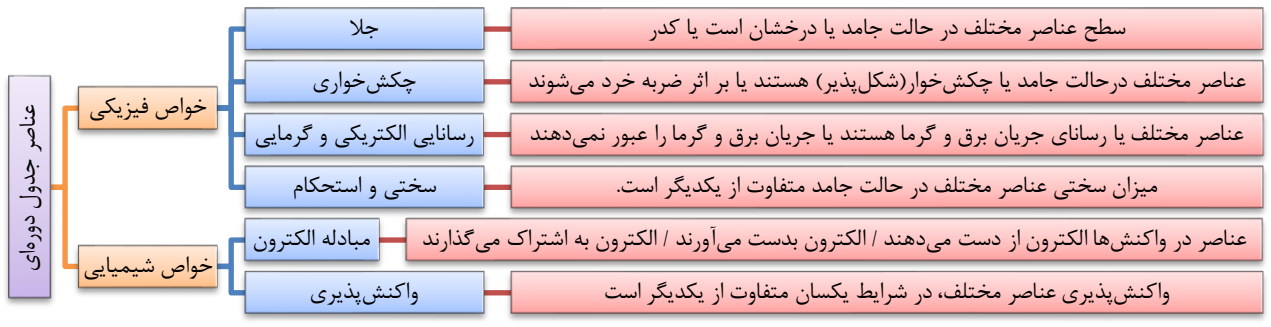 عناصر جدول دوره‌ای
خواص فیزیکی
جلا
سطح عناصر مختلف در حالت جامد یا درخشان است یا کدر
چکش‌خواری
عناصر مختلف درحالت جامد یا چکش‌خوار(شکل‌پذیر) هستند یا بر اثر ضربه خرد می‌شوند
رسانایی الکتریکی و گرمایی
عناصر مختلف یا رسانای جریان برق و گرما هستند یا جریان برق و گرما را عبور نمی‌دهند
سختی و استحکام
میزان سختی عناصر مختلف در حالت جامد متفاوت از یکدیگر است.
خواص شیمیایی
مبادله الکترون
عناصر در واکنش‌ها الکترون از دست می‌دهند / الکترون بدست می‌آورند / الکترون به اشتراک می‌گذارند
واکنش‌پذیری
واکنش‌پذیری عناصر مختلف، در شرایط یکسان متفاوت از یکدیگر است